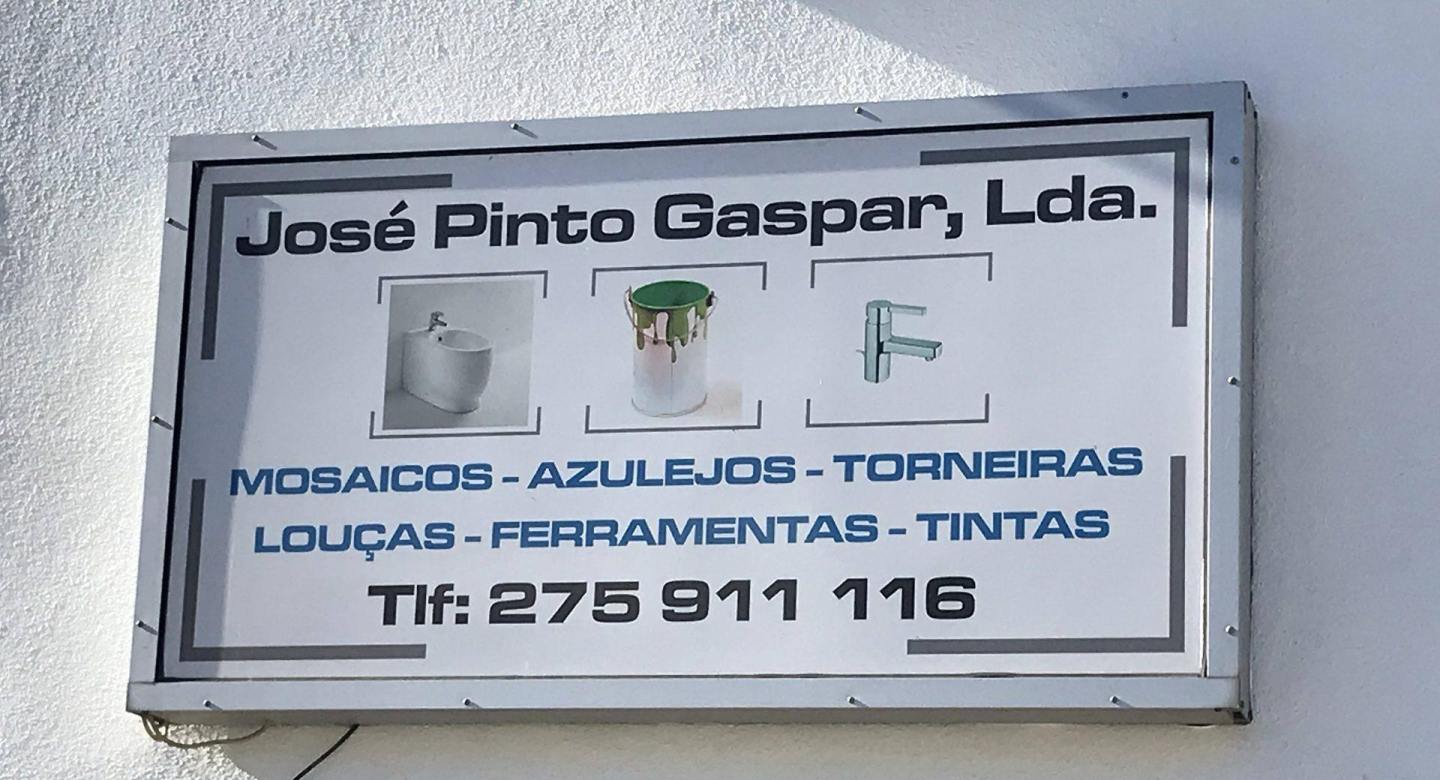 José Pinto Gaspar, Lda.
MOSAICOS - AZULEJOS - TORNEIRAS
LOUÇAS - FERRAMENTAS - TINTAS
Tlf: 275 911 116